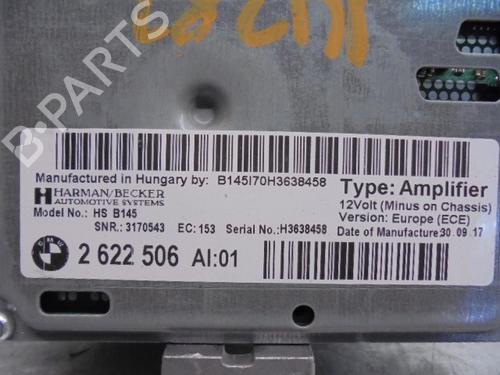 B-PARTS
Manufactured in Hungary by: B145I70H3638458
HARMAN/BECKER
AUTOMOTIVE SYSTEMS
Type: Amplifier
12Volt (Minus on Chassis)
Model No.: HS B145
Version: Europe (ECE)
SNR.: 3170543 EC: 153 Serial No.: H3638458
Date of Manufacture: 30.09.17
BMW
2 622 506 AI:01